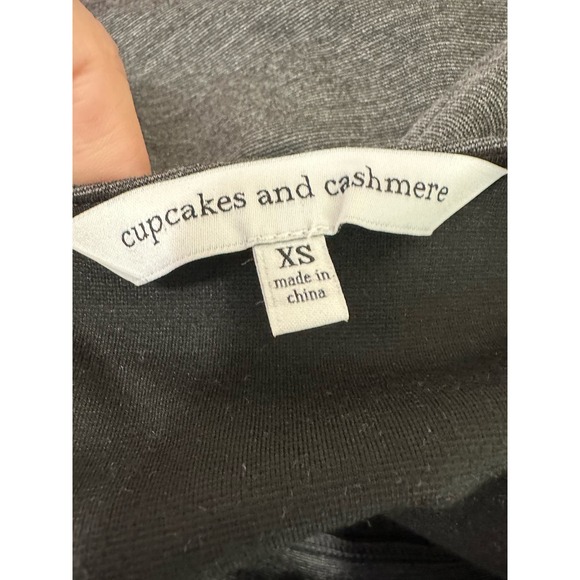 cupcakes and cashmere
XS
made in
china